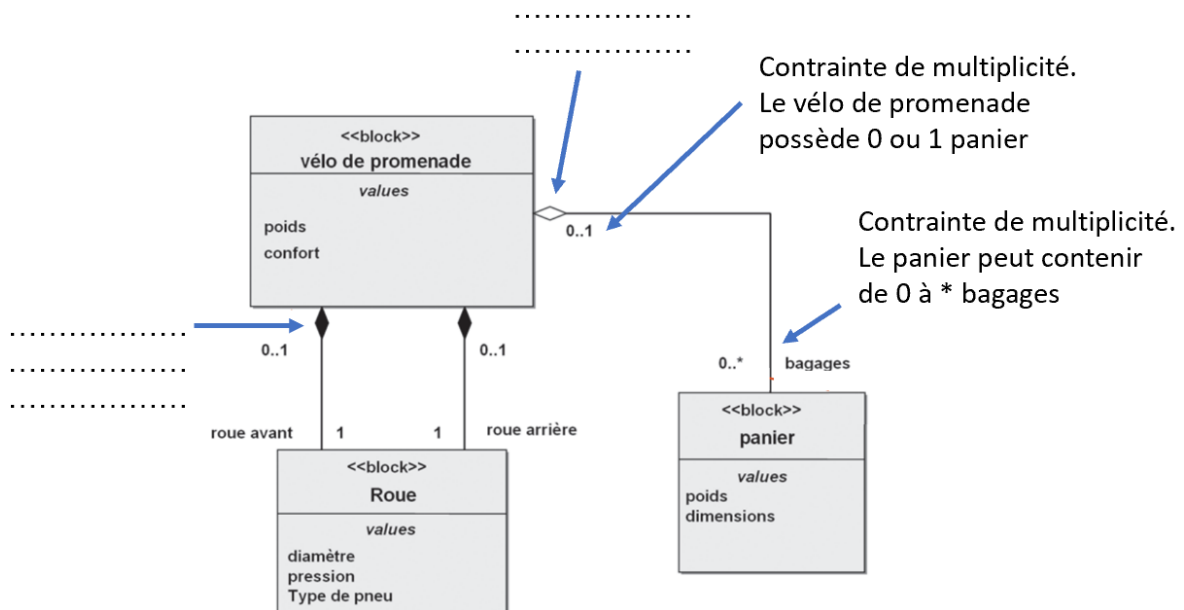 ..................
..................
Contrainte de multiplicité.
Le vélo de promenade
possède 0 ou 1 panier
<<block>>
vélo de promenade
values
poids
confort
0..1
Contrainte de multiplicité.
Le panier peut contenir
de 0 à * bagages
..................
..................
..................
0..1
0..1
0..*
bagages
roue avant
1
1
roue arrière
<<block>>
panier
values
poids
dimensions
<<block>>
Roue
values
diamètre
pression
Type de pneu